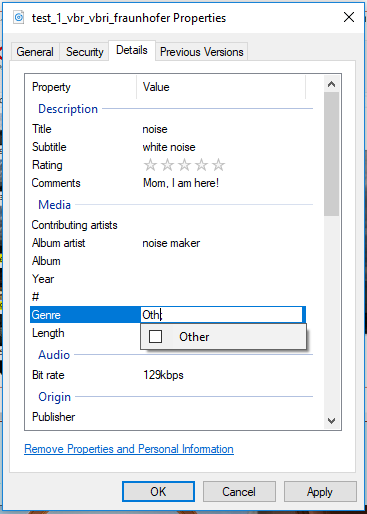 test_1_vbr_vbri_fraunhofer Properties
General Security Details Previous Versions
Property Value
Description
Title noise
Subtitle white noise
Rating
Comments Mom, I am here!
Media
Contributing artists
Album artist noise maker
Album
Year
#
Genre Oth;
Length
Other
Audio
Bit rate 129kbps
Origin
Publisher
Remove Properties and Personal Information
OK Cancel Apply